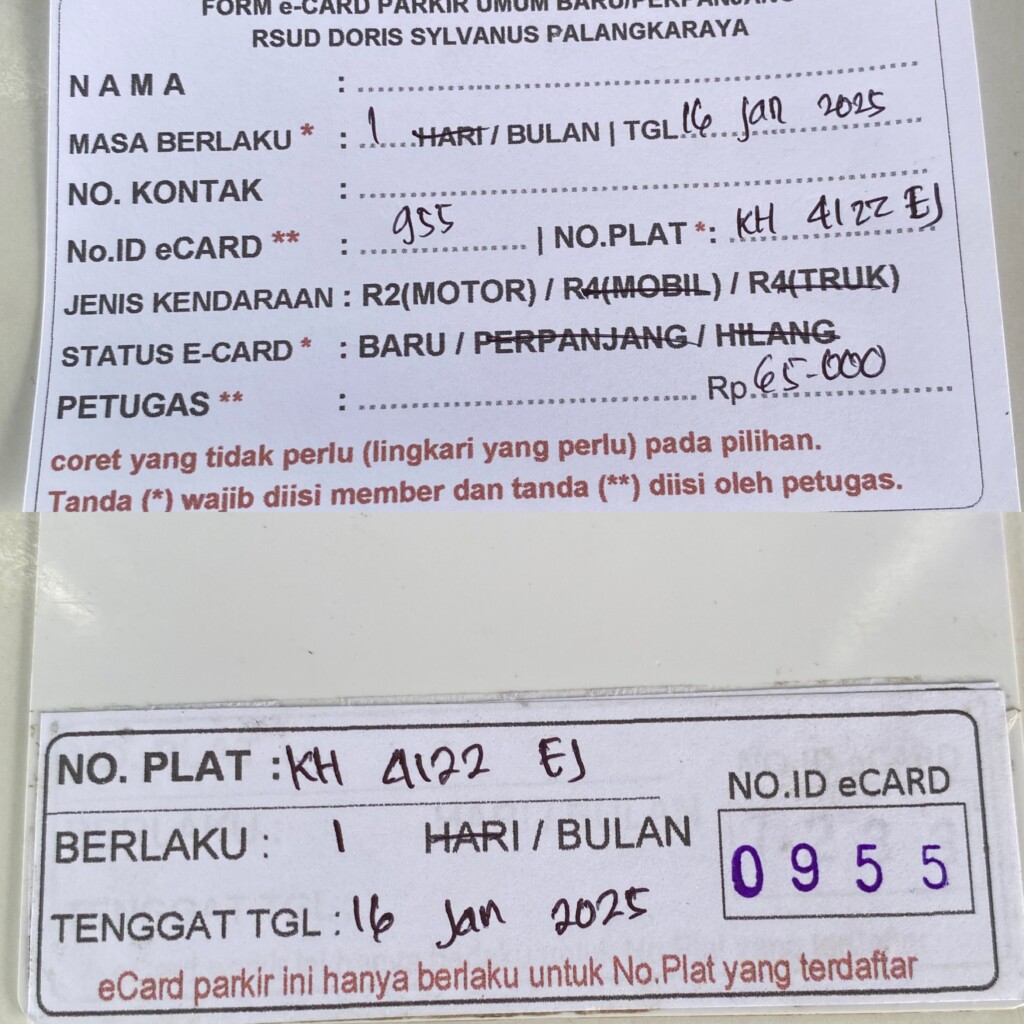 FORM e-CARD PARKIR UMUM BARU/PERPANJANG
RSUD DORIS SYLVANUS PALANGKARAYA
NAMA :
MASA BERLAKU * : 1 HARI / BULAN | TGL. 16 Jan 2025
NO. KONTAK :
No.ID eCARD ** : 955 | NO.PLAT *: KH 4122 EJ
JENIS KENDARAAN : R2(MOTOR) / R4(MOBIL) / R4(TRUK)
STATUS E-CARD * : BARU / PERPANJANG / HILANG
PETUGAS ** : Rp. 65-000
coret yang tidak perlu (lingkari yang perlu) pada pilihan.
Tanda (*) wajib diisi member dan tanda (**) diisi oleh petugas.
NO. PLAT : KH 4122 EJ
NO.ID eCARD
BERLAKU : 1 HARI / BULAN
0955
TENGGAT TGL : 16 Jan 2025
eCard parkir ini hanya berlaku untuk No.Plat yang terdaftar